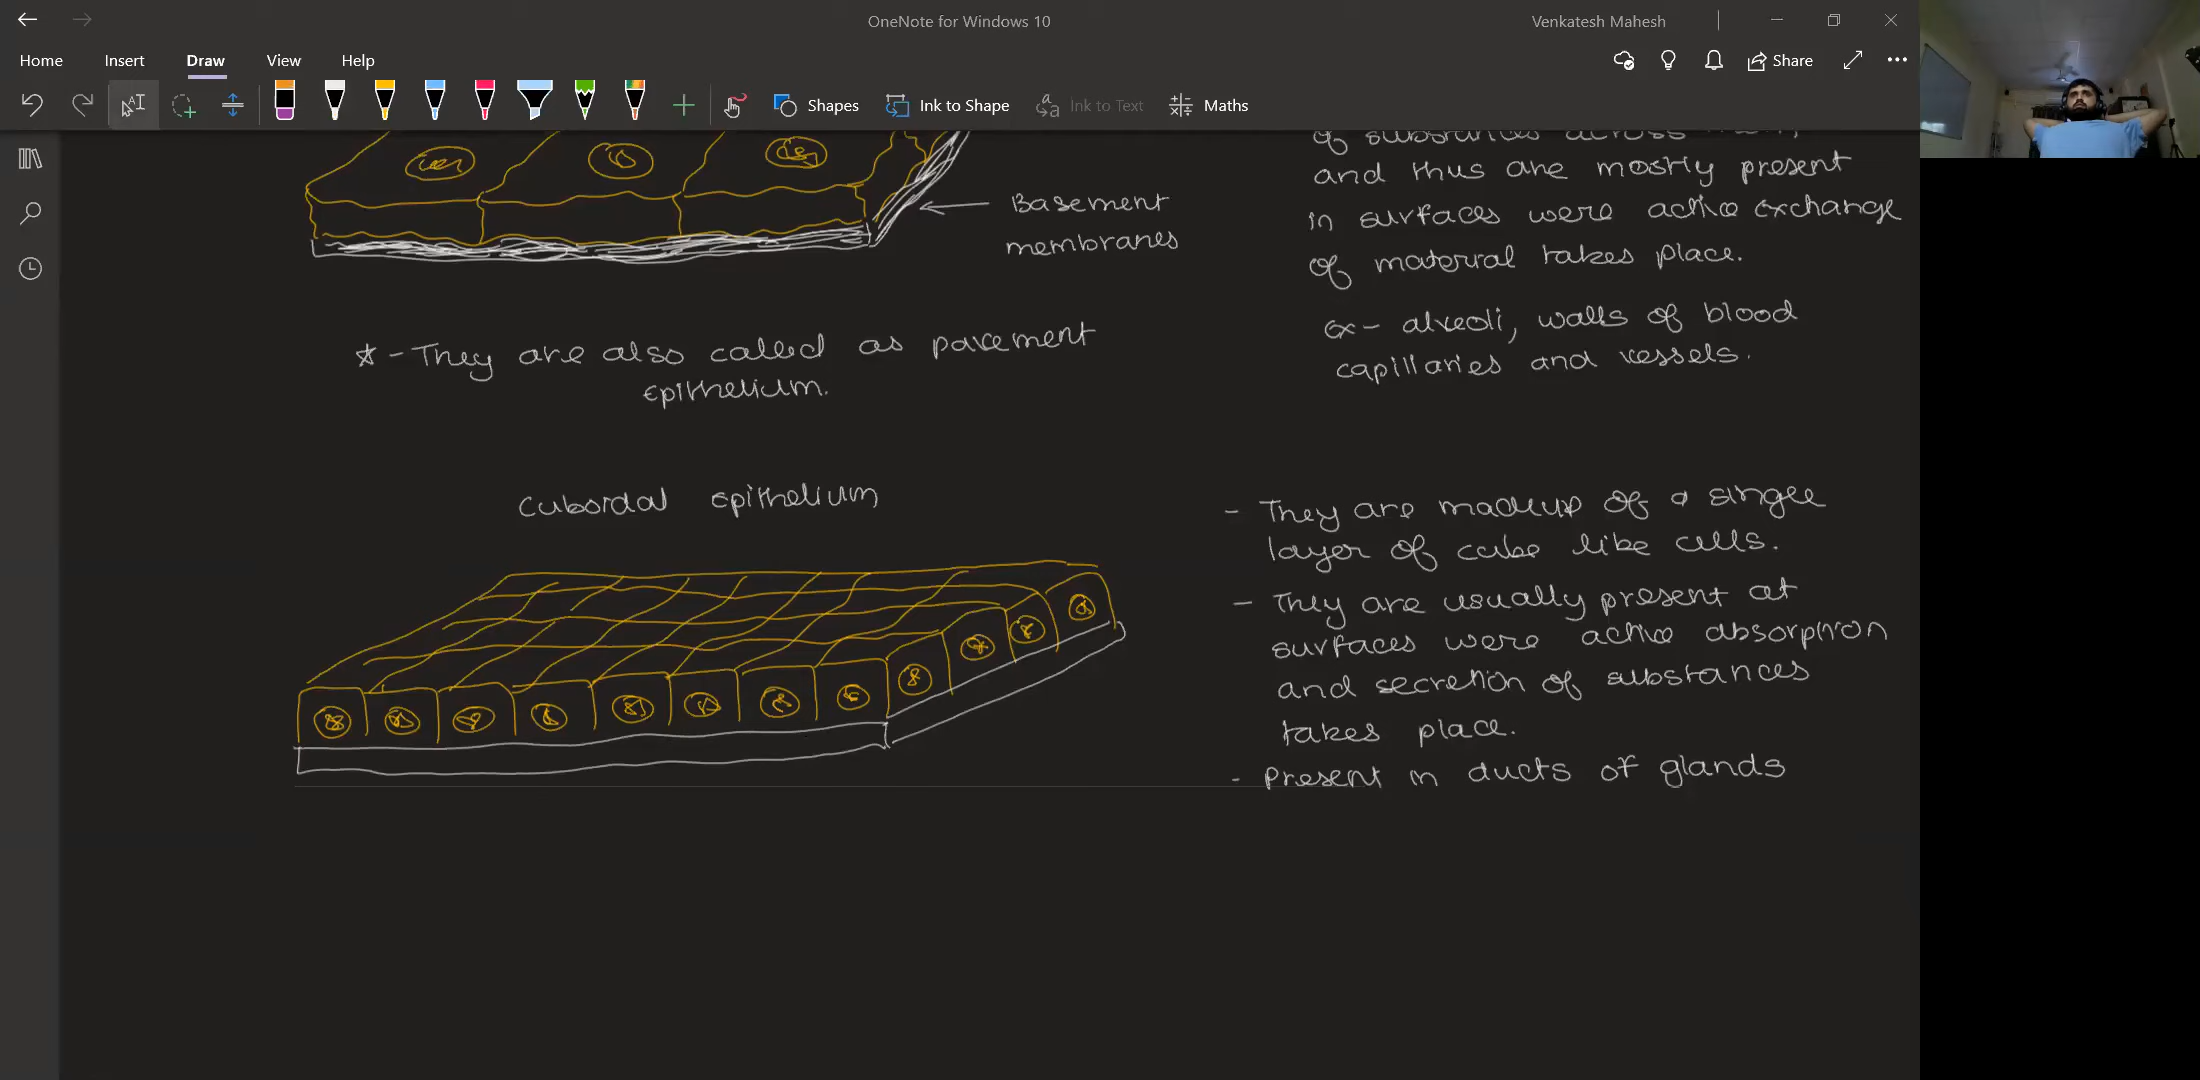 OneNote for Windows 10
Venkatesh Mahesh
Home
Insert
Draw
View
Help
Share
Shapes
Ink to Shape
Ink to Text
Maths
Basement
membranes
of substances across
and thus are mostly present
in surfaces were active exchange
of material takes place.
Ex- alveoli, walls of blood
capillaries and vessels.
* - They are also called as pavement
Epithelium.
Cuboidal Epithelium
- They are madeup of a single
layer of cube like cells.
- They are usually present at
surfaces were active absorption
and secretion of substances
takes place.
- Present in ducts of glands